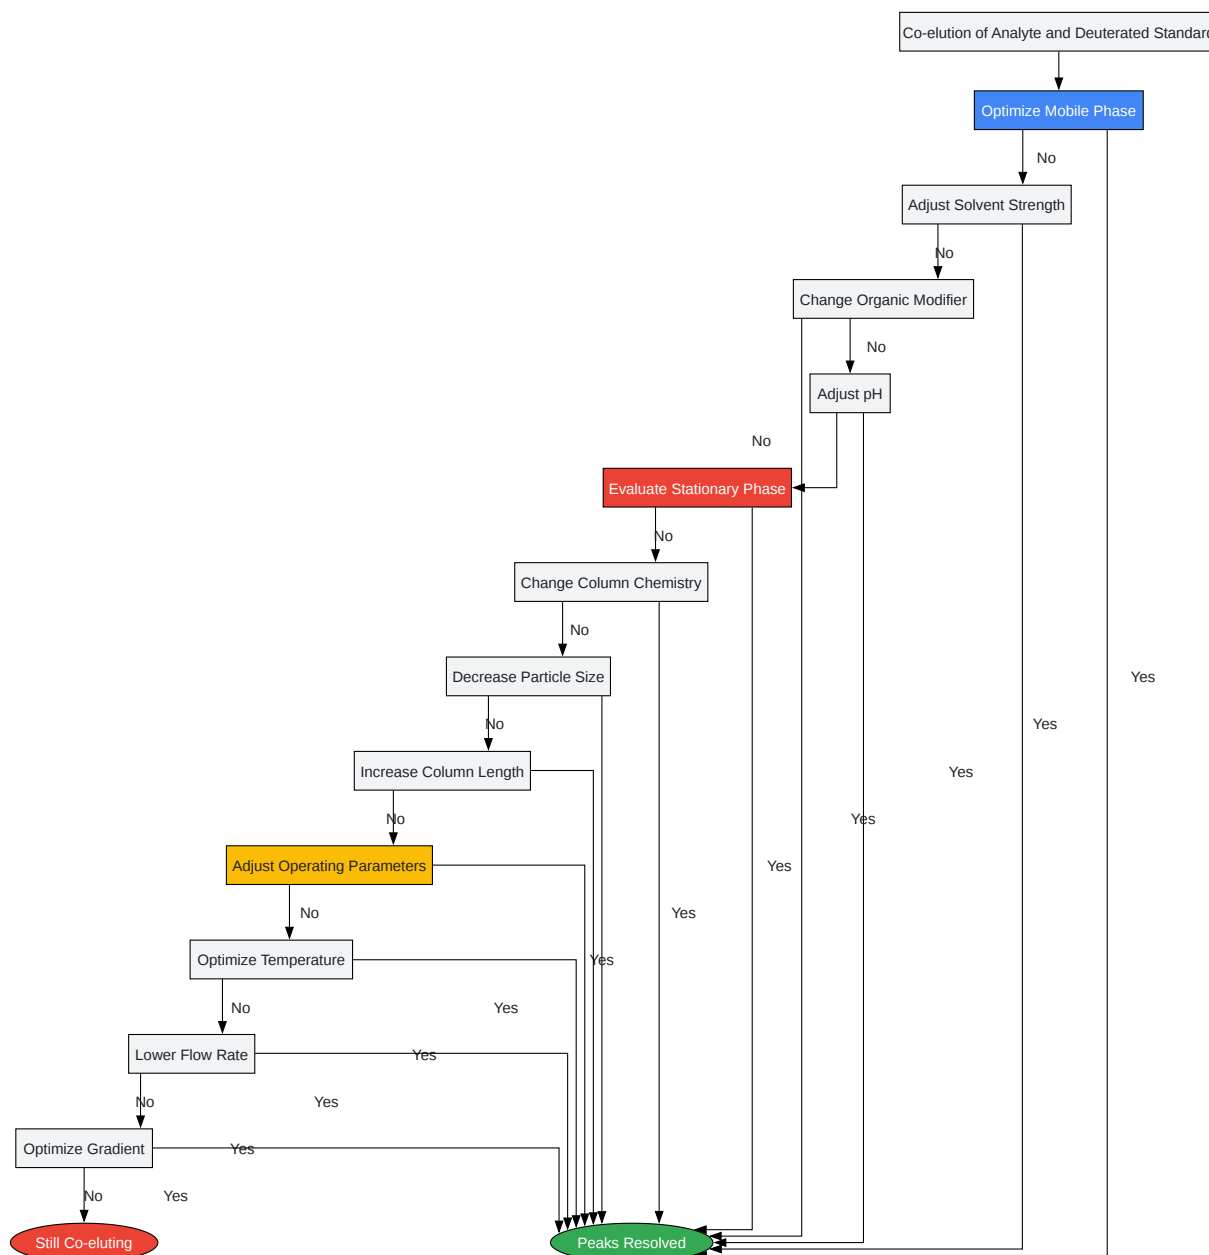 Co-elution of Analyte and Deuterated Standard
Optimize Mobile Phase
No
Adjust Solvent Strength
No
Change Organic Modifier
No
Adjust pH
No
Evaluate Stationary Phase
No
Change Column Chemistry
No
Decrease Particle Size
Yes
No
Yes
Increase Column Length
Yes
No
Yes
Adjust Operating Parameters
Yes
No
Yes
Optimize Temperature
Yes
No
Yes
Lower Flow Rate
Yes
No
Yes
Optimize Gradient
Yes
No
Yes
Still Co-eluting
Peaks Resolved